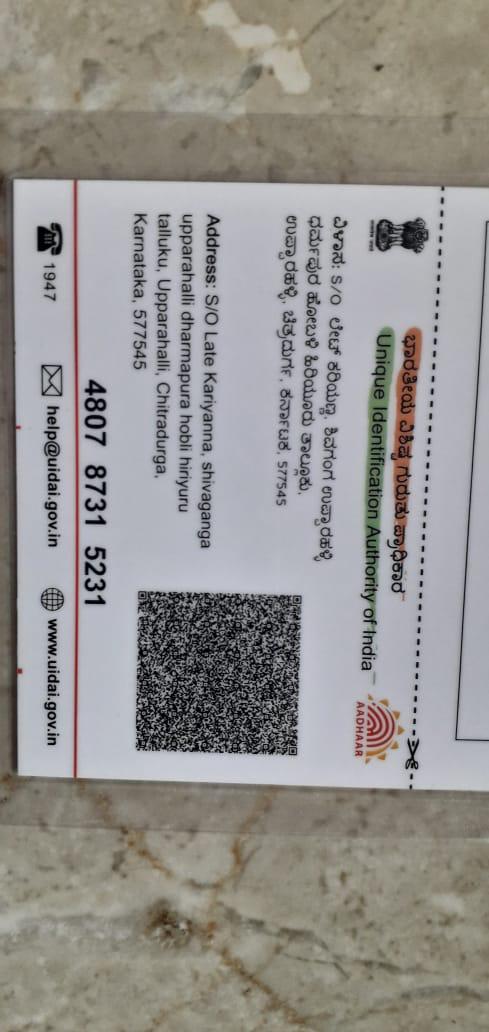 ಭಾರತೀಯ ವಿಶಿಷ್ಟ ಗುರುತು ಪ್ರಾಧಿಕಾರ
Unique Identification Authority of India
AADHAAR
ವಿಳಾಸ: S/O ಲೇಟ್ ಕರಿಯಣ್ಣ, ಶಿವಗಂಗ ಉಪ್ಪಾರಹಳ್ಳಿ
ಧರ್ಮಪುರ ಹೋಬಳಿ ಹಿರಿಯೂರು ತಾಲ್ಲೂಕು,
ಉಪ್ಪಾರಹಳ್ಳಿ, ಚಿತ್ರದುರ್ಗ, ಕರ್ನಾಟಕ, 577545
Address: S/O Late Kariyanna, shivaganga
upparahalli dharmapura hobli hiriyuru
talluku, Upparahalli, Chitradurga,
Karnataka, 577545
4807 8731 5231
1947 help@uidai.gov.in www.uidai.gov.in